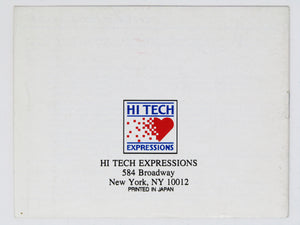 HI TECH
EXPRESSIONS
HI TECH EXPRESSIONS
584 Broadway
New York, NY 10012
PRINTED IN JAPAN